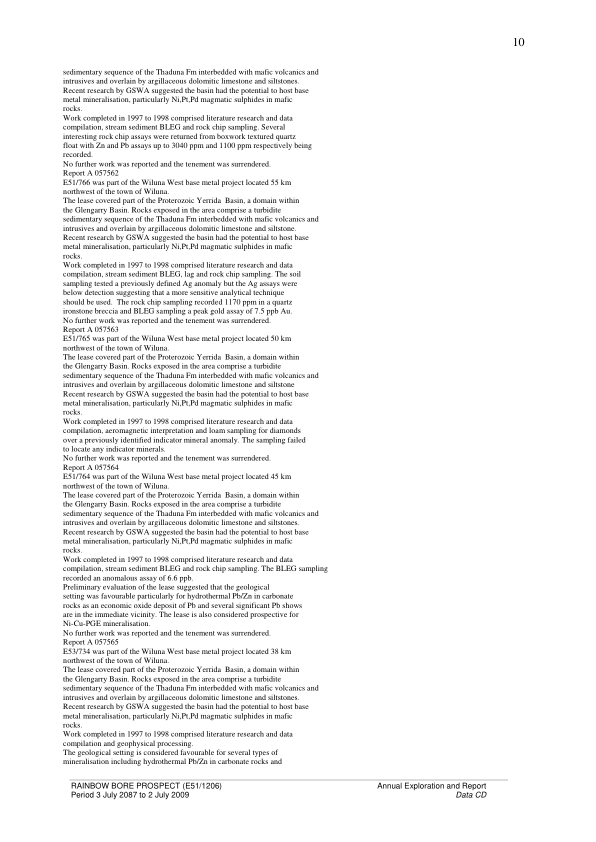 10
sedimentary sequence of the Thaduna Fm interbedded with mafic volcanics and
intrusives and overlain by argillaceous dolomitic limestone and siltstones.
Recent research by GSWA suggested the basin had the potential to host base
metal mineralisation, particularly Ni,Pt,Pd magmatic sulphides in mafic
rocks.
Work completed in 1997 to 1998 comprised literature research and data
compilation, stream sediment BLEG and rock chip sampling. Several
interesting rock chip assays were returned from boxwork textured quartz
float with Zn and Pb assays up to 3040 ppm and 1100 ppm respectively being
recorded.
No further work was reported and the tenement was surrendered.
Report A 057562
E51/766 was part of the Wiluna West base metal project located 55 km
northwest of the town of Wiluna.
The lease covered part of the Proterozoic Yerrida  Basin, a domain within
the Glengarry Basin. Rocks exposed in the area comprise a turbidite
sedimentary sequence of the Thaduna Fm interbedded with mafic volcanics and
intrusives and overlain by argillaceous dolomitic limestone and siltstone.
Recent research by GSWA suggested the basin had the potential to host base
metal mineralisation, particularly Ni,Pt,Pd magmatic sulphides in mafic
rocks.
Work completed in 1997 to 1998 comprised literature research and data
compilation, stream sediment BLEG, lag and rock chip sampling. The soil
sampling tested a previously defined Ag anomaly but the Ag assays were
below detection suggesting that a more sensitive analytical technique
should be used.  The rock chip sampling recorded 1170 ppm in a quartz
ironstone breccia and BLEG sampling a peak gold assay of 7.5 ppb Au.
No further work was reported and the tenement was surrendered.
Report A 057563
E51/765 was part of the Wiluna West base metal project located 50 km
northwest of the town of Wiluna.
The lease covered part of the Proterozoic Yerrida  Basin, a domain within
the Glengarry Basin. Rocks exposed in the area comprise a turbidite
sedimentary sequence of the Thaduna Fm interbedded with mafic volcanics and
intrusives and overlain by argillaceous dolomitic limestone and siltstone
Recent research by GSWA suggested the basin had the potential to host base
metal mineralisation, particularly Ni,Pt,Pd magmatic sulphides in mafic
rocks.
Work completed in 1997 to 1998 comprised literature research and data
compilation, aeromagnetic interpretation and loam sampling for diamonds
over a previously identified indicator mineral anomaly. The sampling failed
to locate any indicator minerals.
No further work was reported and the tenement was surrendered.
Report A 057564
E51/764 was part of the Wiluna West base metal project located 45 km
northwest of the town of Wiluna.
The lease covered part of the Proterozoic Yerrida  Basin, a domain within
the Glengarry Basin. Rocks exposed in the area comprise a turbidite
sedimentary sequence of the Thaduna Fm interbedded with mafic volcanics and
intrusives and overlain by argillaceous dolomitic limestone and siltstones.
Recent research by GSWA suggested the basin had the potential to host base
metal mineralisation, particularly Ni,Pt,Pd magmatic sulphides in mafic
rocks.
Work completed in 1997 to 1998 comprised literature research and data
compilation, stream sediment BLEG and rock chip sampling. The BLEG sampling
recorded an anomalous assay of 6.6 ppb.
Preliminary evaluation of the lease suggested that the geological
setting was favourable particularly for hydrothermal Pb/Zn in carbonate
rocks as an economic oxide deposit of Pb and several significant Pb shows
are in the immediate vicinity. The lease is also considered prospective for
Ni-Cu-PGE mineralisation.
No further work was reported and the tenement was surrendered.
Report A 057565
E53/734 was part of the Wiluna West base metal project located 38 km
northwest of the town of Wiluna.
The lease covered part of the Proterozoic Yerrida  Basin, a domain within
the Glengarry Basin. Rocks exposed in the area comprise a turbidite
sedimentary sequence of the Thaduna Fm interbedded with mafic volcanics and
intrusives and overlain by argillaceous dolomitic limestone and siltstones.
Recent research by GSWA suggested the basin had the potential to host base
metal mineralisation, particularly Ni,Pt,Pd magmatic sulphides in mafic
rocks.
Work completed in 1997 to 1998 comprised literature research and data
compilation and geophysical processing.
The geological setting is considered favourable for several types of
mineralisation including hydrothermal Pb/Zn in carbonate rocks and
RAINBOW BORE PROSPECT (E51/1206) Annual Exploration and Report
Period 3 July 2087 to 2 July 2009 Data CD